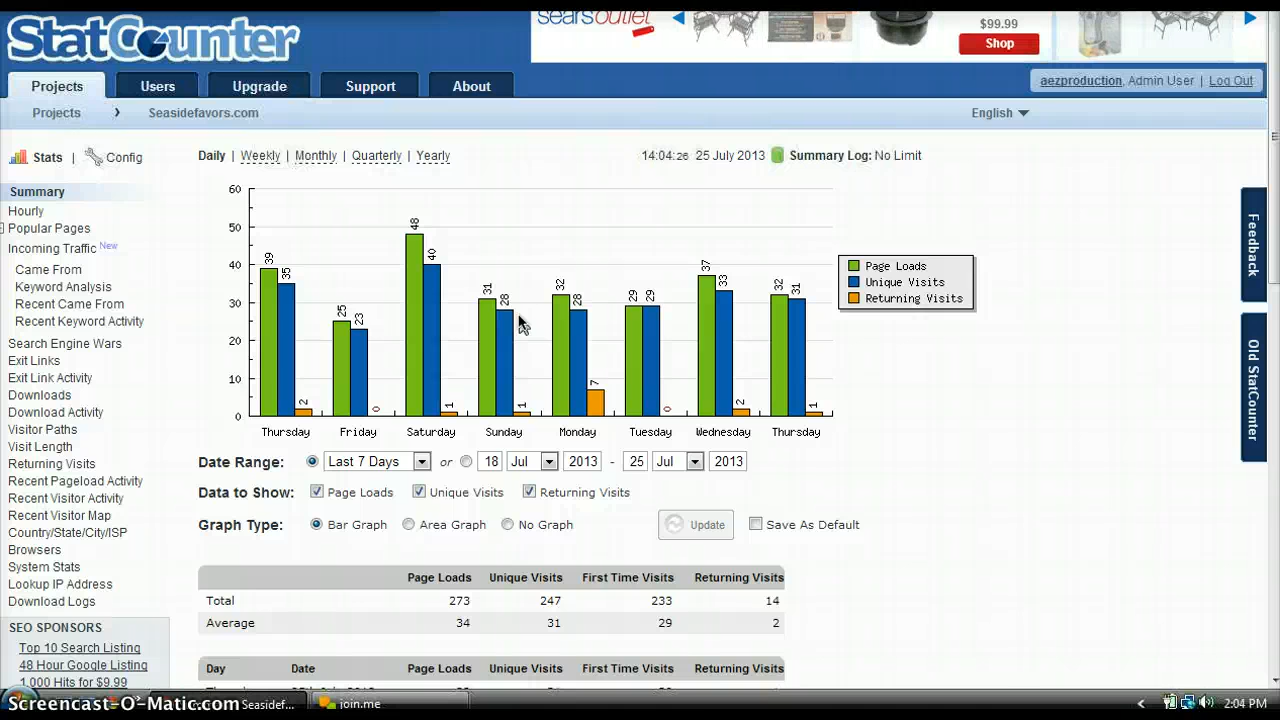 sears outlet
StatCounter
$99.99
Shop
Projects Users Upgrade Support About
aezproduction, Admin User | Log Out
Projects Seasidefavors.com English
Stats | Config
Daily | Weekly | Monthly | Quarterly | Yearly
14:04:26 25 July 2013 Summary Log: No Limit
Summary
Hourly
Popular Pages
Incoming Traffic New
Came From
Keyword Analysis
Recent Came From
Recent Keyword Activity
Search Engine Wars
Exit Links
Exit Link Activity
Downloads
Download Activity
Visitor Paths
Visit Length
Returning Visits
Recent Pageload Activity
Recent Visitor Activity
Recent Visitor Map
Country/State/City/ISP
Browsers
System Stats
Lookup IP Address
Download Logs
SEO SPONSORS
Top 10 Search Listing
48 Hour Google Listing
1,000 Hits for $9.99
60
50
40
30
20
10
0
39 35 2
25 23 0
48 40 1
31 28 1
32 28 7
29 29 0
37 33 2
32 31 1
Thursday Friday Saturday Sunday Monday Tuesday Wednesday Thursday
Page Loads
Unique Visits
Returning Visits
Feedback
Old StatCounter
Date Range: Last 7 Days or 18 Jul 2013 - 25 Jul 2013
Data to Show: Page Loads Unique Visits Returning Visits
Graph Type: Bar Graph Area Graph No Graph Update Save As Default
Page Loads Unique Visits First Time Visits Returning Visits
Total 273 247 233 14
Average 34 31 29 2
Day Date Page Loads Unique Visits First Time Visits Returning Visits
Screencast-O-Matic.com Seasidef... join.me 2:04 PM